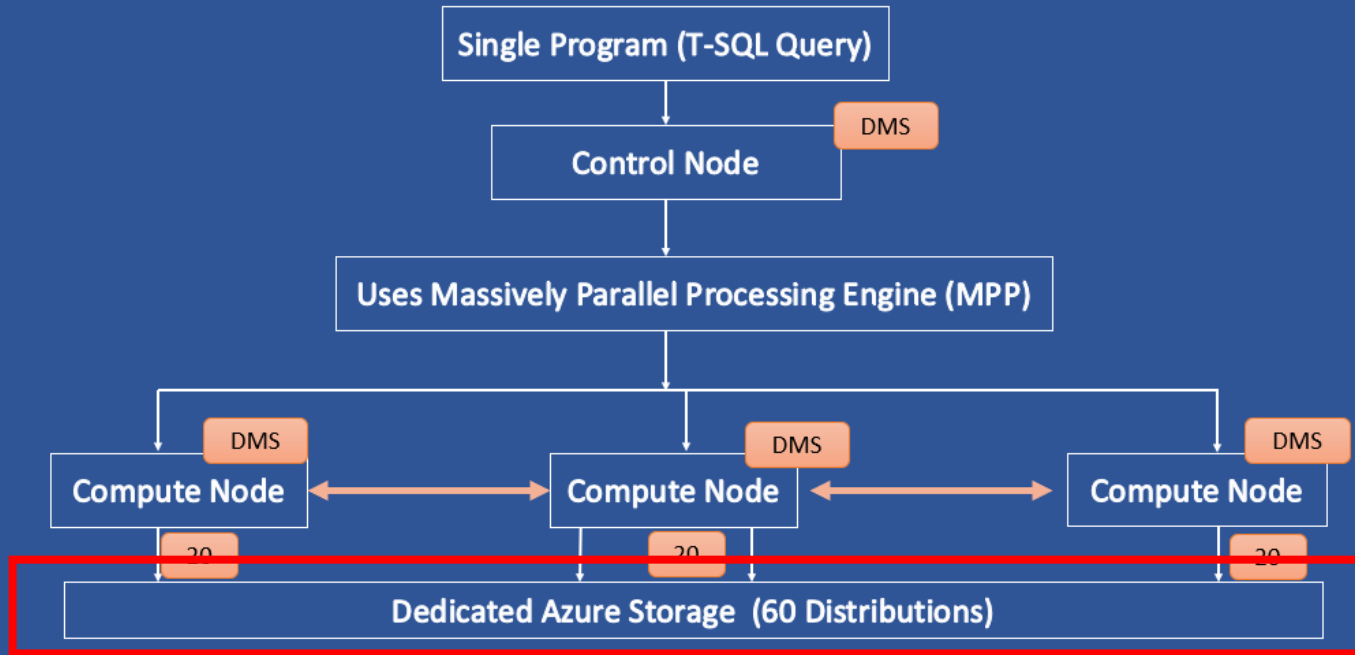 Single Program (T-SQL Query)
DMS
Control Node
Uses Massively Parallel Processing Engine (MPP)
DMS
DMS
DMS
Compute Node
Compute Node
Compute Node
20
20
20
Dedicated Azure Storage (60 Distributions)